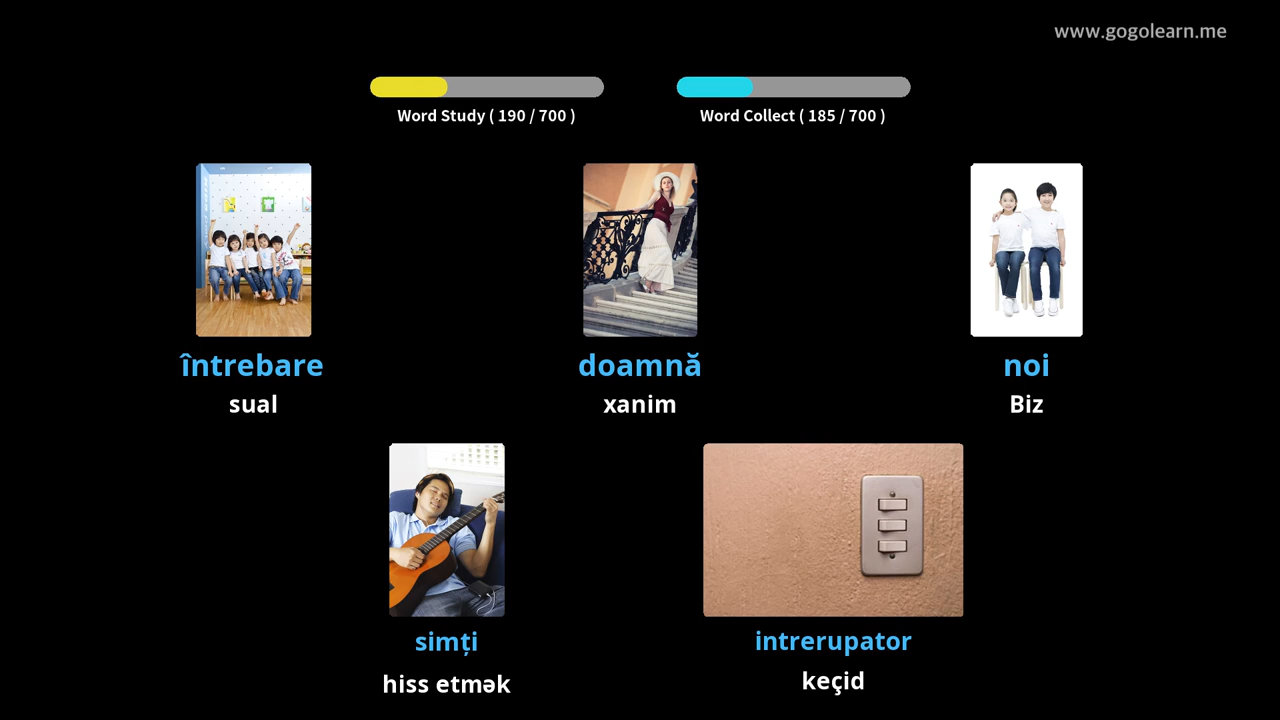 www.gogolearn.me
Word Study ( 190 / 700 )
Word Collect ( 185 / 700 )
întrebare
sual
doamnă
xanim
noi
Biz
simți
hiss etmək
intrerupator
keçid